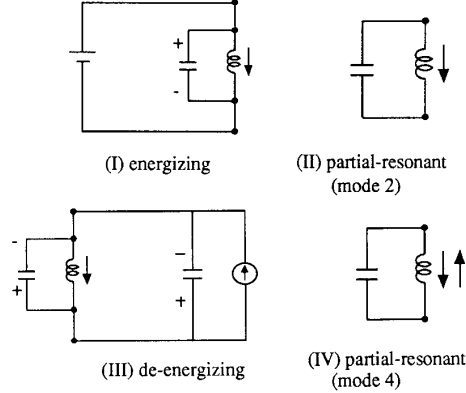 +
-
(I) energizing
(II) partial-resonant
(mode 2)
-
+
−
+
(III) de-energizing
(IV) partial-resonant
(mode 4)